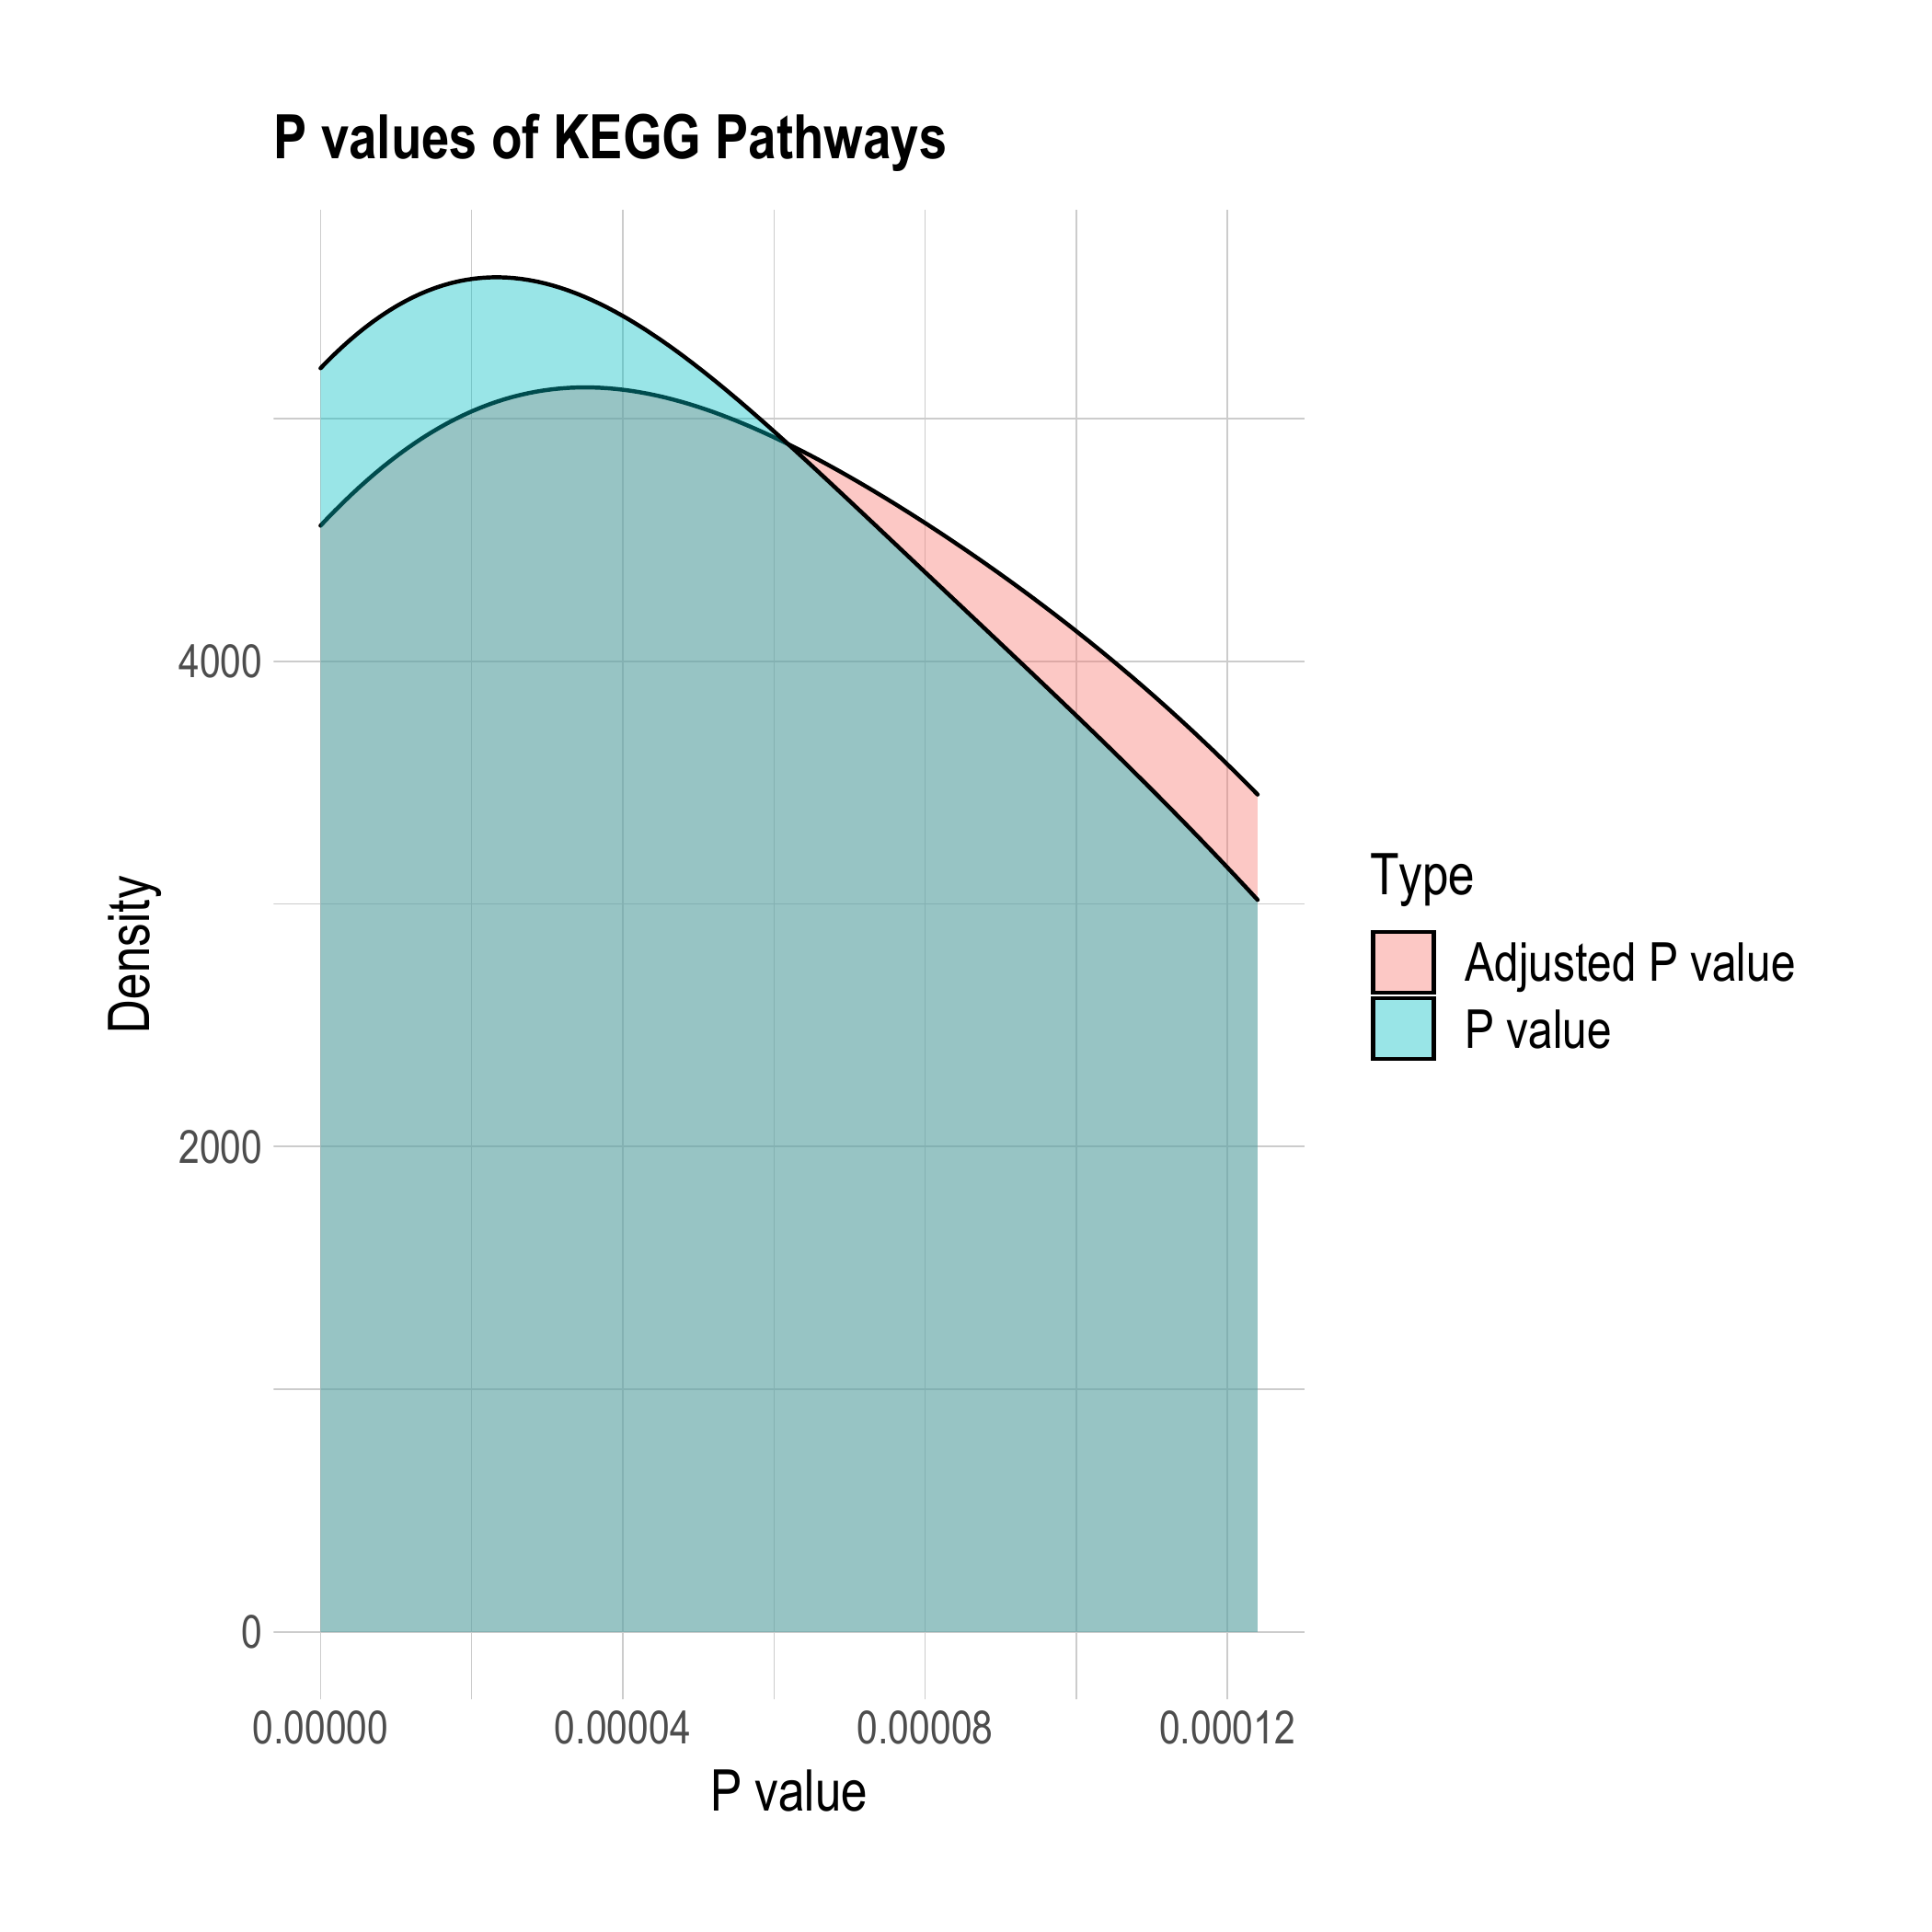 P values of KEGG Pathways
Density
4000
2000
0
0.00000 0.00004 0.00008 0.00012
P value
Type
Adjusted P value
P value